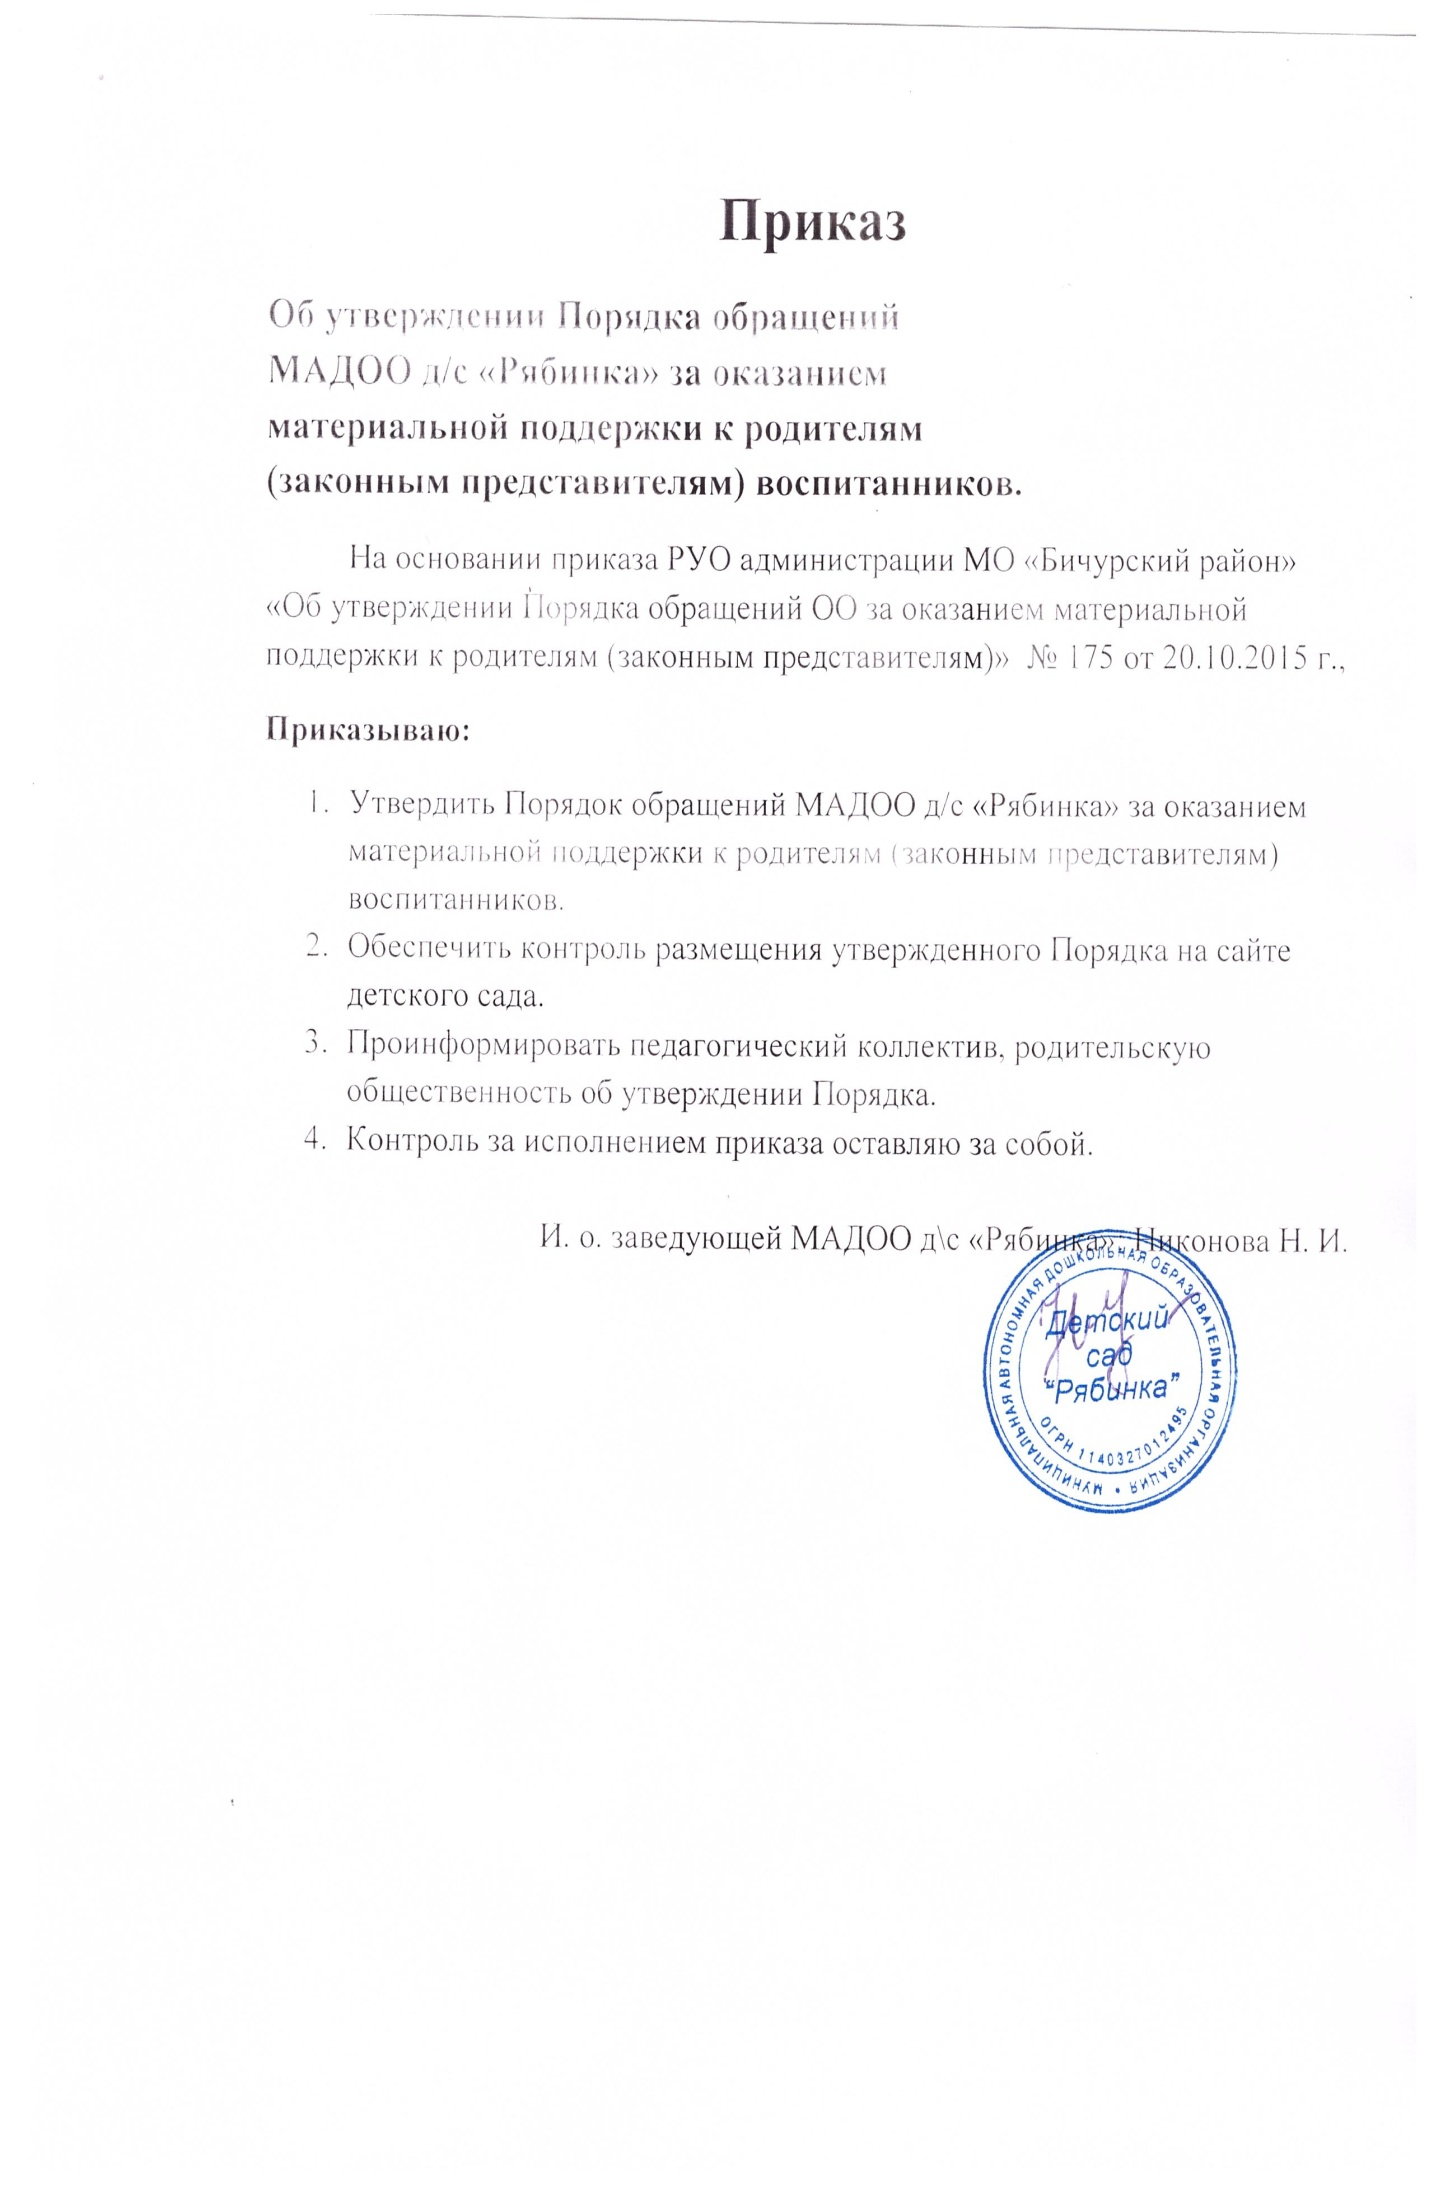 Приказ
Об утверждении Порядка обращений
МАДОО д/с «Рябинка» за оказанием
материальной поддержки к родителям
(законным представителям) воспитанников.
На основании приказа РУО администрации МО «Бичурский район»
«Об утверждении Порядка обращений ОО за оказанием материальной
поддержки к родителям (законным представителям)» № 175 от 20.10.2015 г.,
Приказываю:
1. Утвердить Порядок обращений МАДОО д/с «Рябинка» за оказанием
материальной поддержки к родителям (законным представителям)
воспитанников.
2. Обеспечить контроль размещения утвержденного Порядка на сайте
детского сада.
3. Проинформировать педагогический коллектив, родительскую
общественность об утверждении Порядка.
4. Контроль за исполнением приказа оставляю за собой.
И. о. заведующей МАДОО д\с «Рябинка»: Никонова Н. И.
МУНИЦИПАЛЬНАЯ АВТОНОМНАЯ ДОШКОЛЬНАЯ ОБРАЗОВАТЕЛЬНАЯ ОРГАНИЗАЦИЯ •
Детский
сад
“Рябинка”
ОГРН 1140327012495